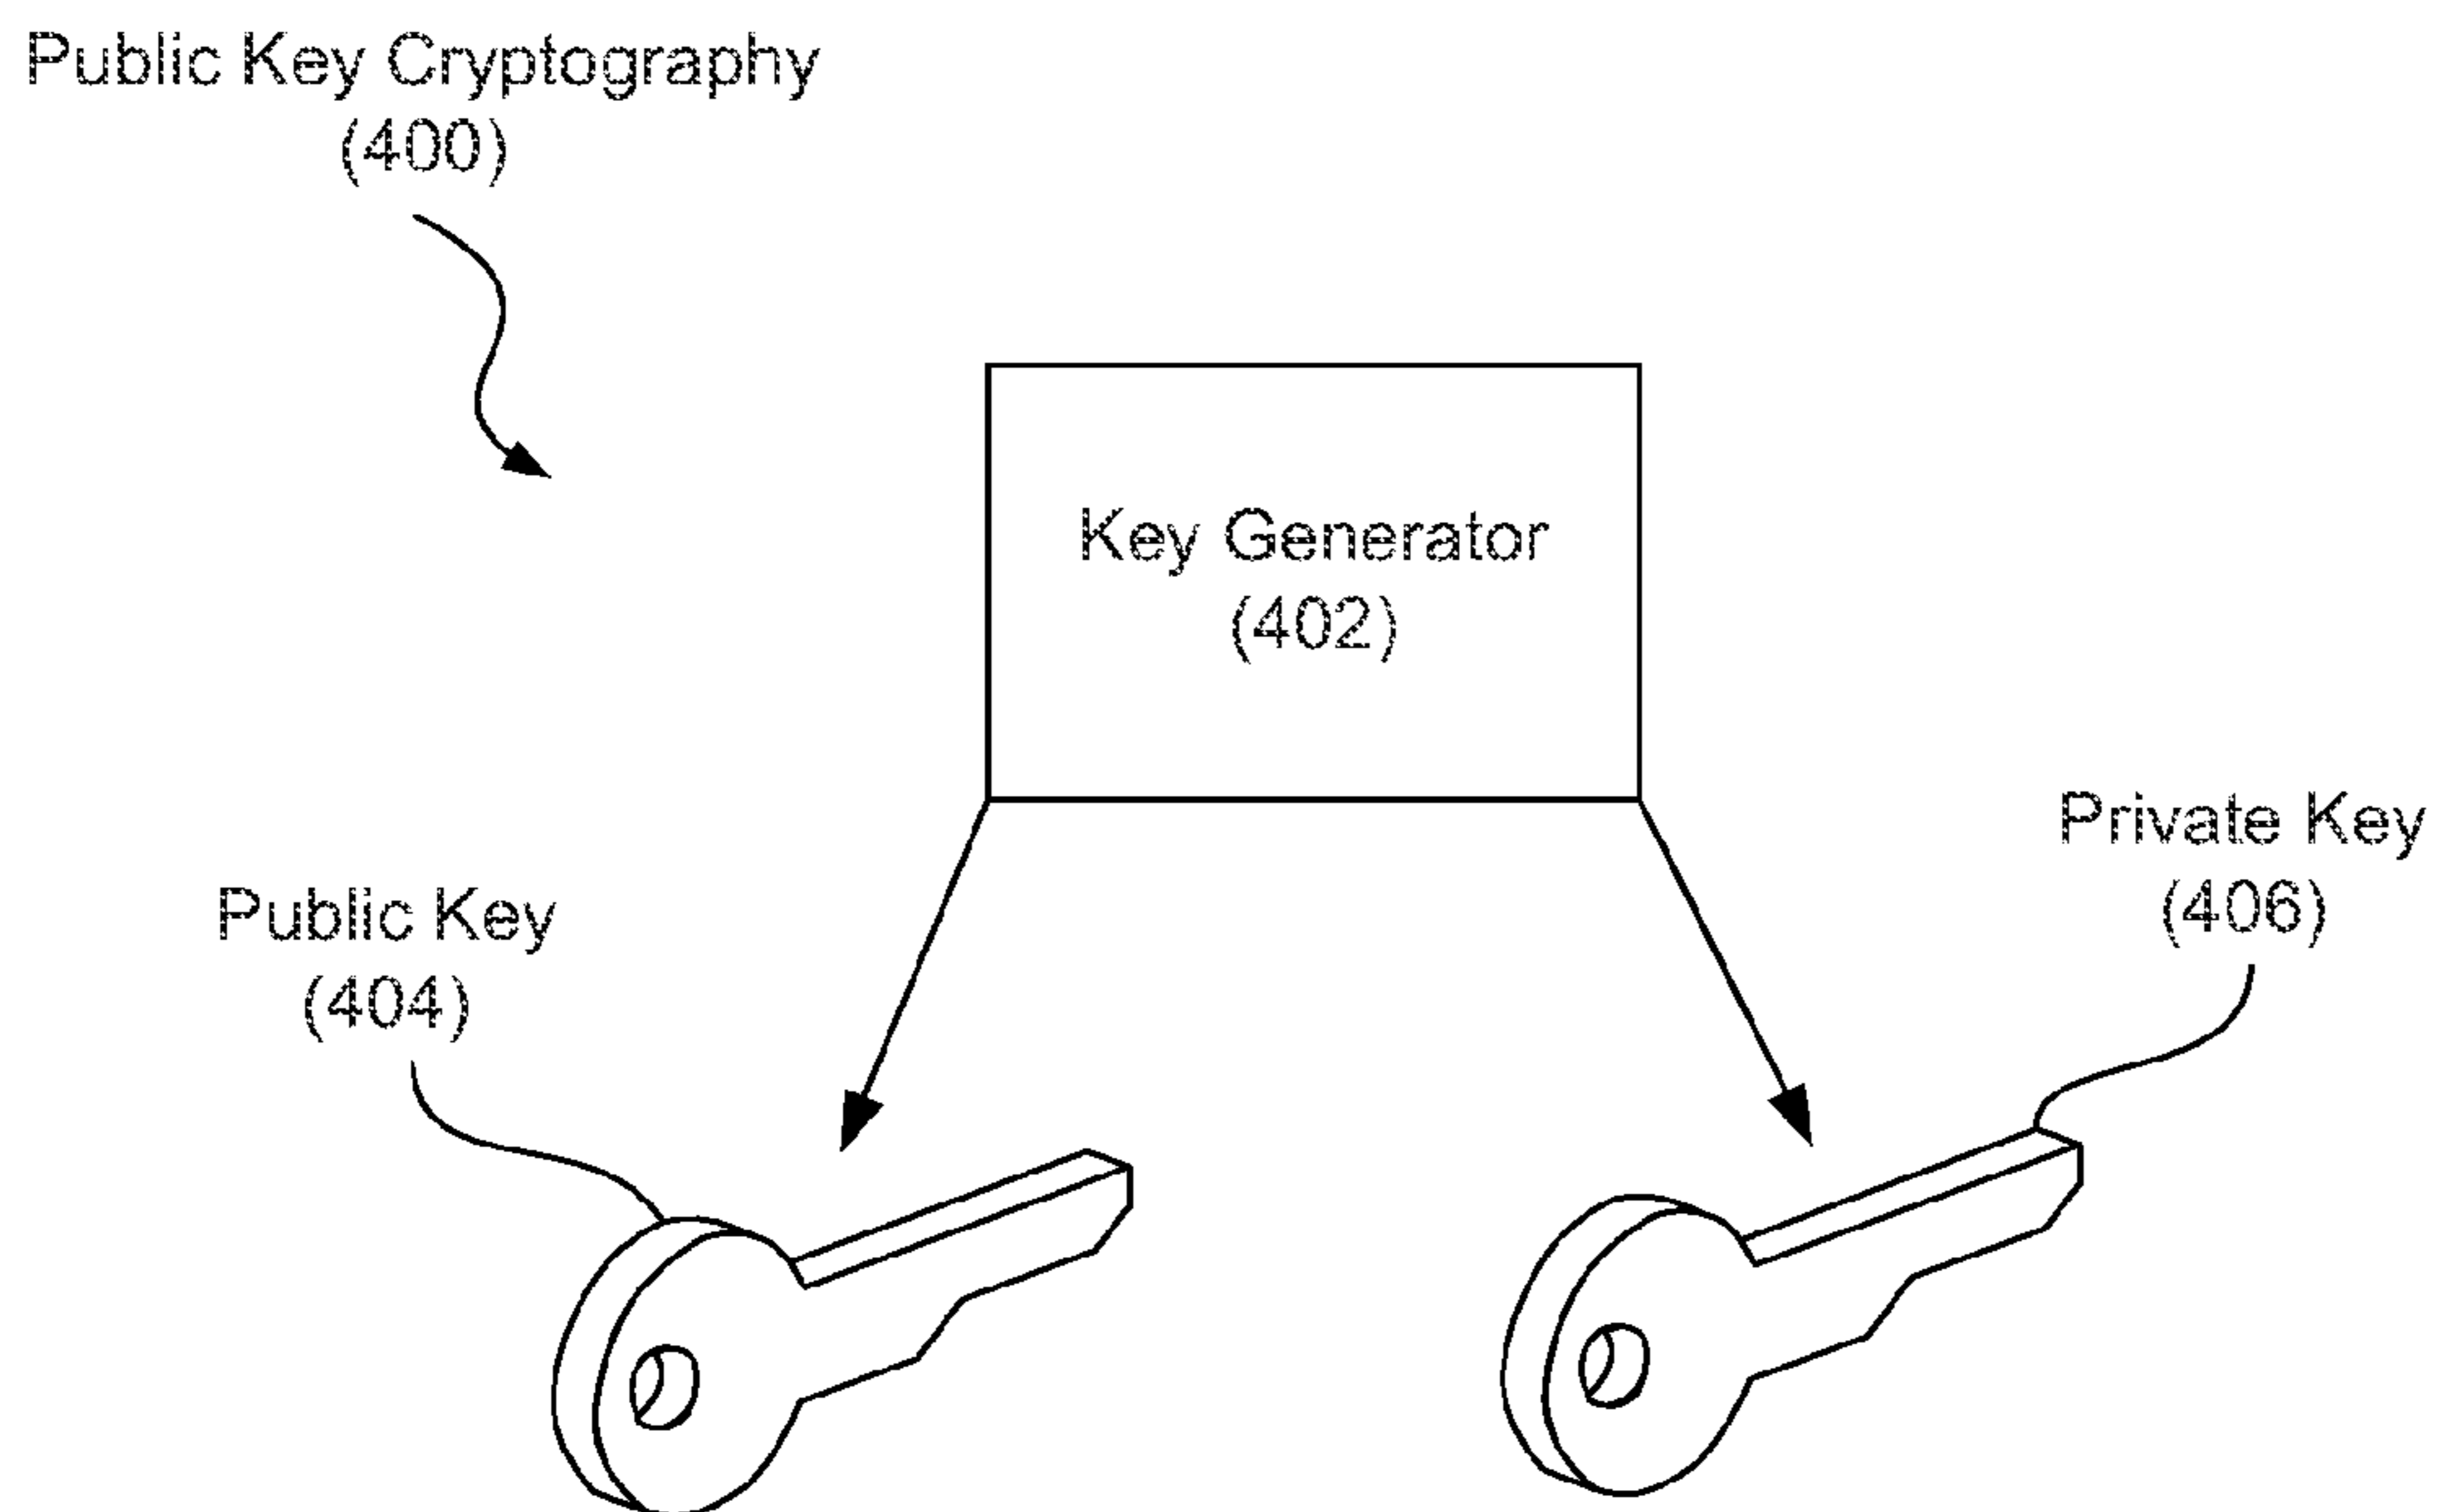 Public Key Cryptography
(400)
Key Generator
(402)
Private Key
(406)
Public Key
(404)